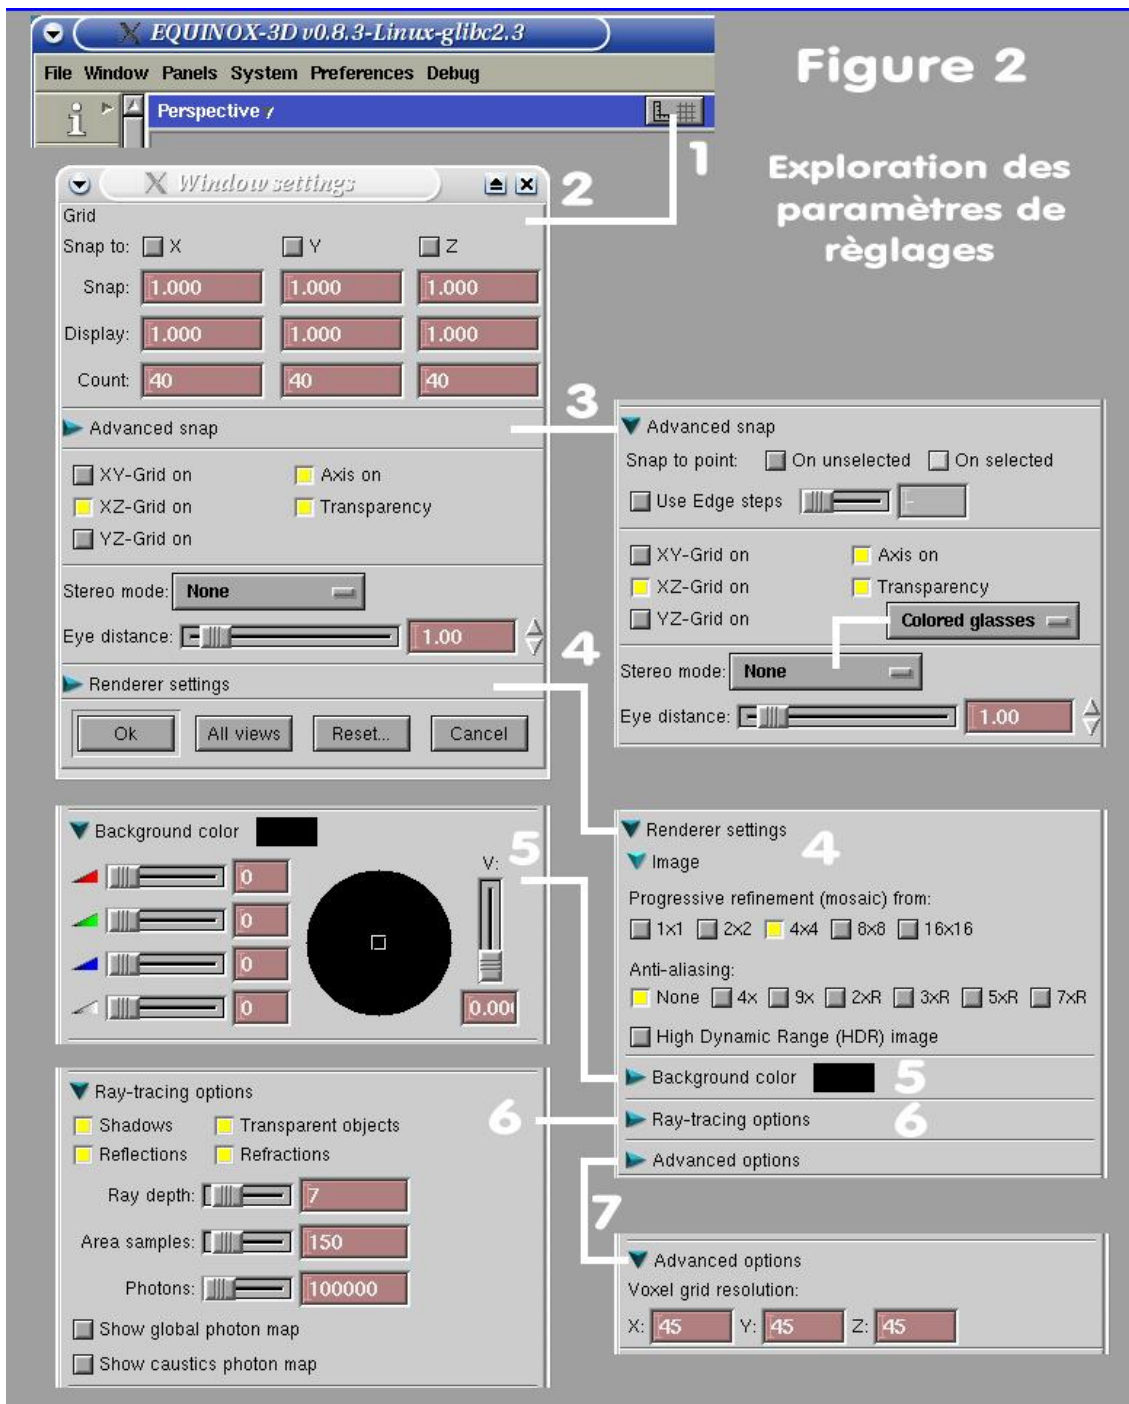 EQUINOX-3D v0.8.3-Linux-glibc2.3
File Window Panels System Preferences Debug
Perspective /
Figure 2
1
Exploration des
paramètres de
règlages
Window settings
2
Grid
Snap to: X Y Z
Snap: 1.000 1.000 1.000
Display: 1.000 1.000 1.000
Count: 40 40 40
3
Advanced snap
XY-Grid on Axis on
XZ-Grid on Transparency
YZ-Grid on
Stereo mode: None
Eye distance: 1.00
4
Renderer settings
Ok All views Reset... Cancel
Advanced snap
Snap to point: On unselected On selected
Use Edge steps
XY-Grid on Axis on
XZ-Grid on Transparency
YZ-Grid on Colored glasses
Stereo mode: None
Eye distance: 1.00
Background color
5
V:
0
0
0
0
0.00
Renderer settings
4
Image
Progressive refinement (mosaic) from:
1x1 2x2 4x4 8x8 16x16
Anti-aliasing:
None 4x 9x 2xR 3xR 5xR 7xR
High Dynamic Range (HDR) image
Background color 5
Ray-tracing options 6
Advanced options
Ray-tracing options
6
Shadows Transparent objects
Reflections Refractions
Ray depth: 7
Area samples: 150
Photons: 100000
Show global photon map
Show caustics photon map
7
Advanced options
Voxel grid resolution:
X: 45 Y: 45 Z: 45